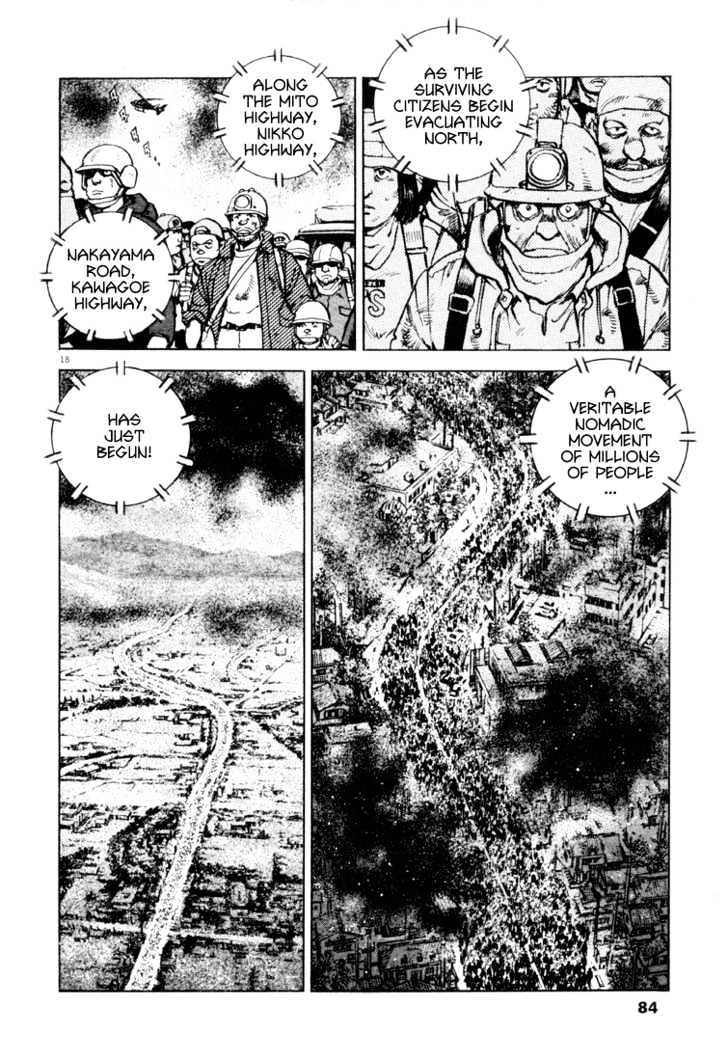 AS THE
SURVIVING
CITIZENS BEGIN
EVACUATING
NORTH,
ALONG
THE MITO
HIGHWAY,
NIKKO
HIGHWAY,
NAKAYAMA
ROAD,
KAWAGOE
HIGHWAY,
S
18
A
VERITABLE
NOMADIC
MOVEMENT
OF MILLIONS
OF PEOPLE
...
HAS
JUST
BEGUN!
84